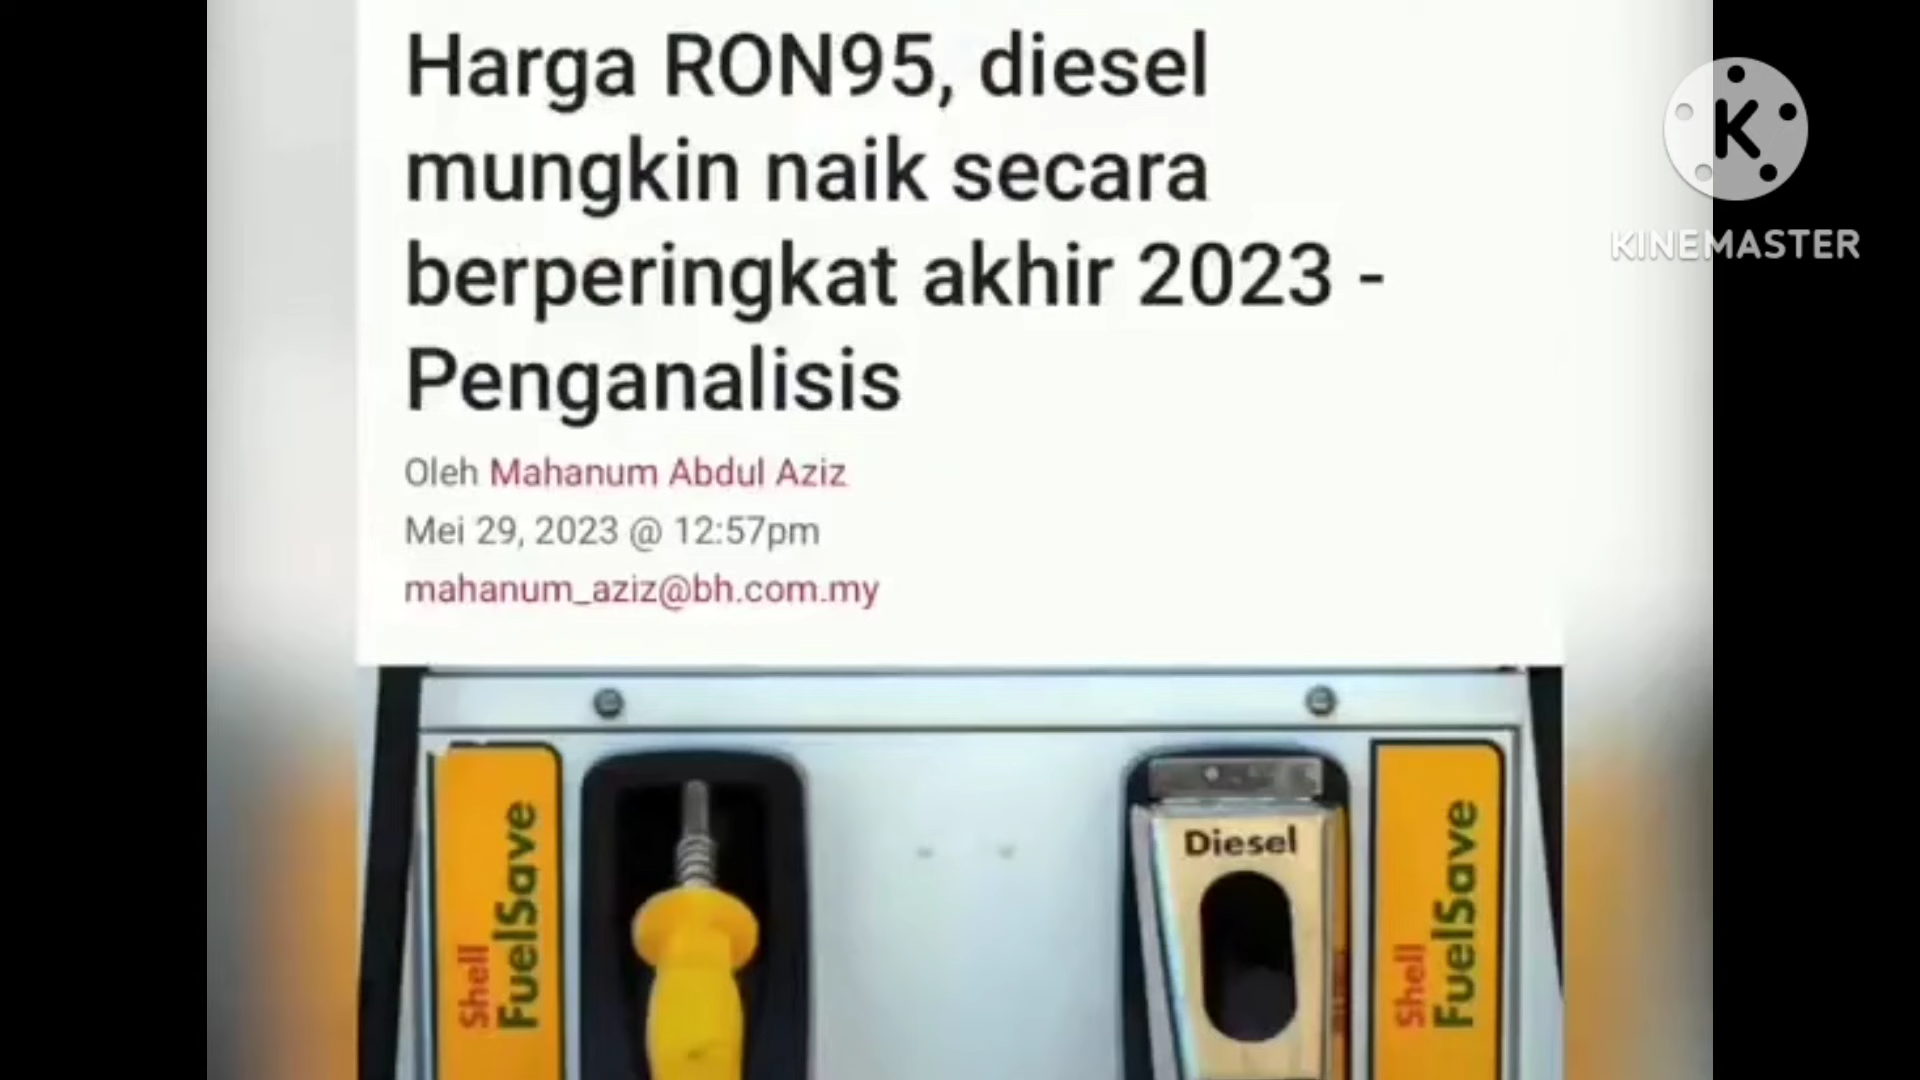 Harga RON95, diesel
mungkin naik secara
berperingkat akhir 2023 -
Penganalisis
Oleh Mahanum Abdul Aziz
Mei 29, 2023 @ 12:57pm
mahanum_aziz@bh.com.my
K
KINEMASTER
Shell
FuelSave
Diesel
Shell
FuelSave